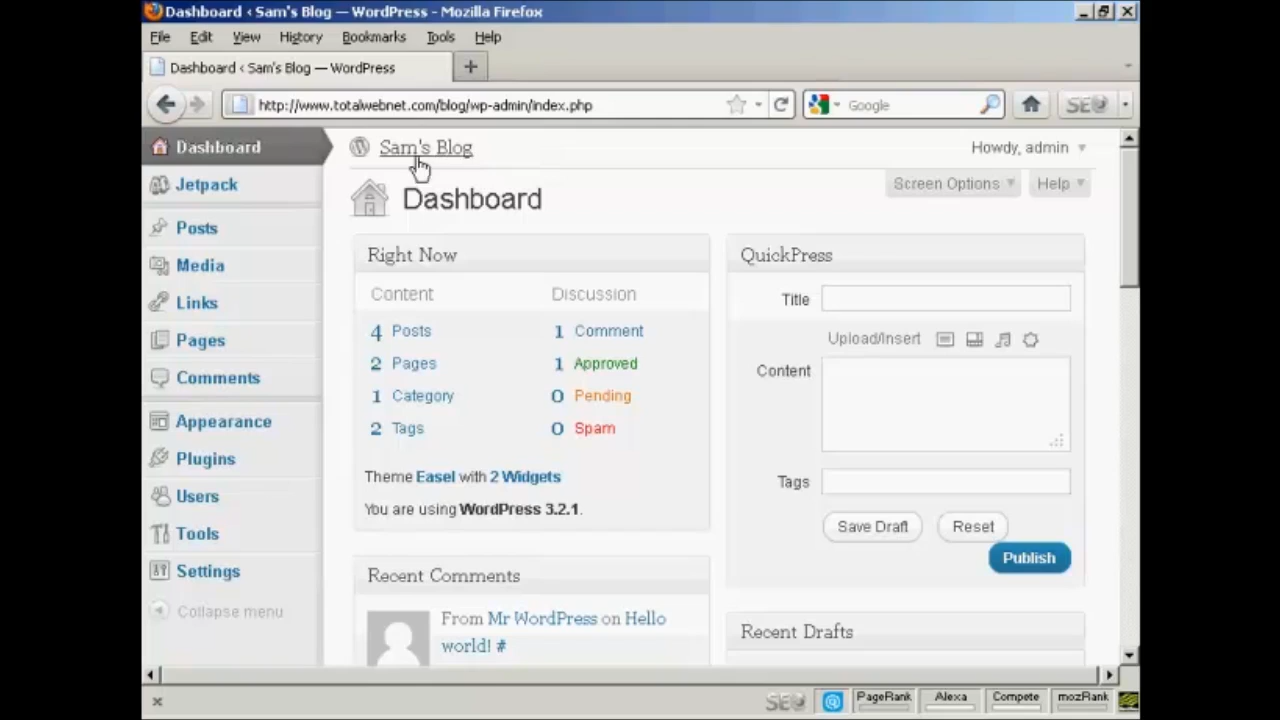 Dashboard ‹ Sam's Blog — WordPress - Mozilla Firefox
File Edit View History Bookmarks Tools Help
Dashboard ‹ Sam's Blog — WordPress
http://www.totalwebnet.com/blog/wp-admin/index.php Google SEO
Dashboard
Sam's Blog
Howdy, admin
Jetpack
Dashboard
Screen Options Help
Posts
Media
Links
Pages
Comments
Appearance
Plugins
Users
Tools
Settings
Collapse menu
Right Now
Content Discussion
4 Posts 1 Comment
2 Pages 1 Approved
1 Category 0 Pending
2 Tags 0 Spam
Theme Easel with 2 Widgets
You are using WordPress 3.2.1.
Recent Comments
From Mr WordPress on Hello
world! #
QuickPress
Title
Upload/Insert
Content
Tags
Save Draft Reset
Publish
Recent Drafts
SEO PageRank Alexa Compete mozRank